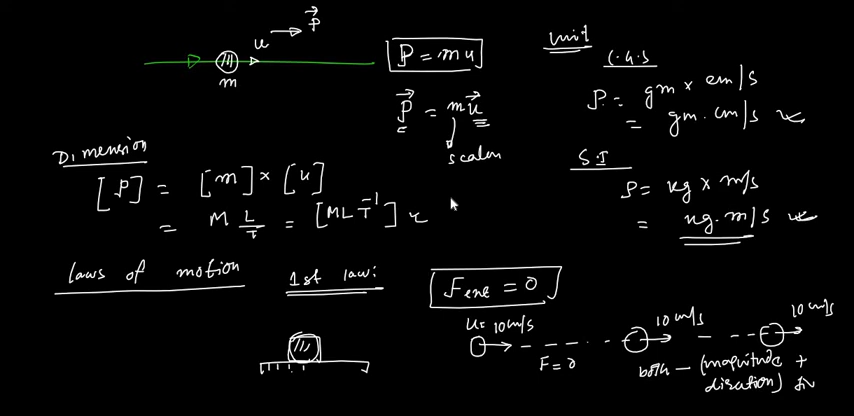 u → P⃗
m
P = mu
P⃗ = mu⃗
scalar
unit
C.G.S
P = gm × cm/s
= gm. cm/s
S.I
P = kg × m/s
= kg. m/s
Dimension
[P] = [m] × [u]
= M L/T = [MLT⁻¹]
laws of motion
1st law:
Fext = 0
u = 10 m/s
10 m/s
10 m/s
F = 0
both — (magnitude +
direction)